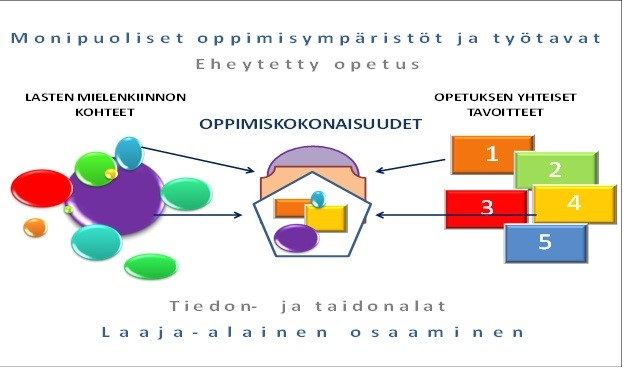 Monipuoliset oppimisympäristöt ja työtavat
Eheytetty opetus
LASTEN MIELENKIINNON
KOHTEET
OPPIMISKOKONAISUUDET
OPETUKSEN YHTEISET
TAVOITTEET
1
2
3
4
5
Tiedon- ja taidonalat
Laaja-alainen osaaminen